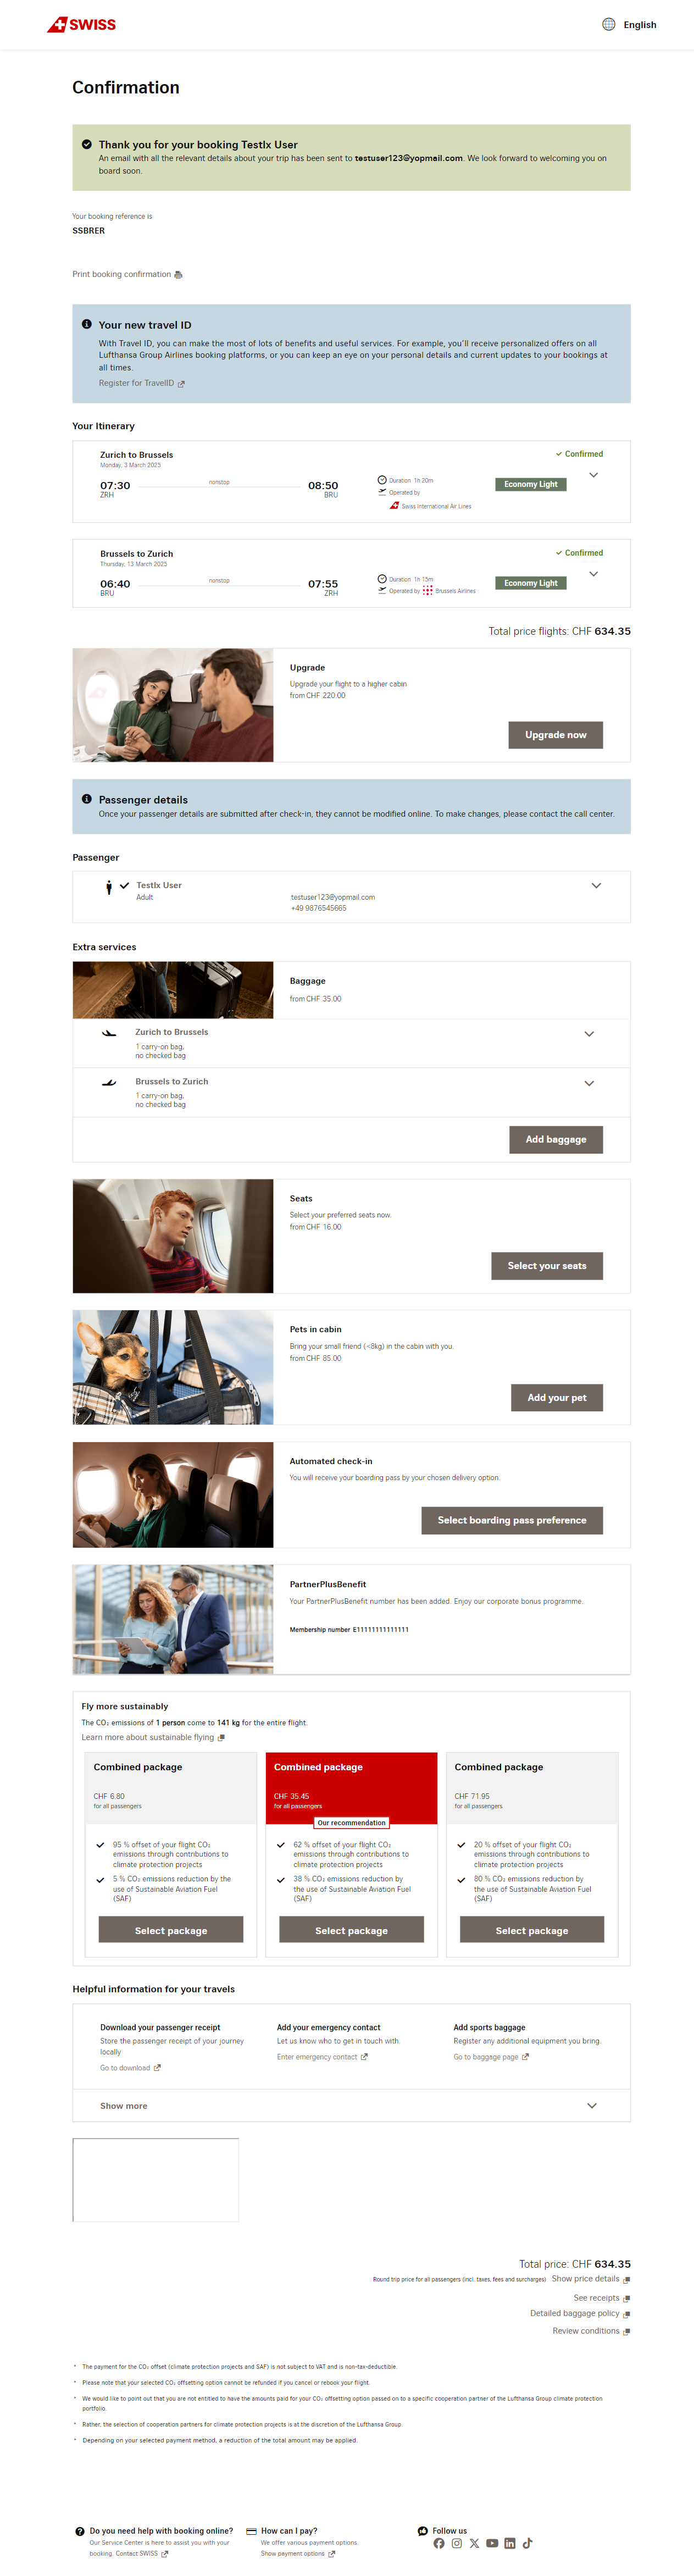 SWISS
English
Confirmation
Thank you for your booking Testlx User
An email with all the relevant details about your trip has been sent to testuser123@yopmail.com. We look forward to welcoming you on
board soon.
Your booking reference is
SSBRER
Print booking confirmation
Your new travel ID
With Travel ID, you can make the most of lots of benefits and useful services. For example, you'll receive personalized offers on all
Lufthansa Group Airlines booking platforms, or you can keep an eye on your personal details and current updates to your bookings at
all times.
Register for TravelID
Your Itinerary
Zurich to Brussels
Confirmed
Monday, 3 March 2025
07:30
nonstop
08:50
Duration 1h 20m
Economy Light
ZRH
BRU
Operated by
Swiss International Air Lines
Brussels to Zurich
Confirmed
Thursday, 13 March 2025
06:40
nonstop
07:55
Duration 1h 15m
Economy Light
BRU
ZRH
Operated by Brussels Airlines
Total price flights: CHF 634.35
Upgrade
Upgrade your flight to a higher cabin
from CHF 220.00
Upgrade now
Passenger details
Once your passenger details are submitted after check-in, they cannot be modified online. To make changes, please contact the call center.
Passenger
Testlx User
Adult
testuser123@yopmail.com
+49 9876545665
Extra services
Baggage
from CHF 35.00
Zurich to Brussels
1 carry-on bag,
no checked bag
Brussels to Zurich
1 carry-on bag,
no checked bag
Add baggage
Seats
Select your preferred seats now.
from CHF 16.00
Select your seats
Pets in cabin
Bring your small friend (<8kg) in the cabin with you.
from CHF 85.00
Add your pet
Automated check-in
You will receive your boarding pass by your chosen delivery option.
Select boarding pass preference
PartnerPlusBenefit
Your PartnerPlusBenefit number has been added. Enjoy our corporate bonus programme.
Membership number E11111111111111
Fly more sustainably
The CO₂ emissions of 1 person come to 141 kg for the entire flight.
Learn more about sustainable flying
Combined package
CHF 6.80
for all passengers
95 % offset of your flight CO₂
emissions through contributions to
climate protection projects
5 % CO₂ emissions reduction by the
use of Sustainable Aviation Fuel
(SAF)
Select package
Combined package
CHF 35.45
for all passengers
Our recommendation
62 % offset of your flight CO₂
emissions through contributions to
climate protection projects
38 % CO₂ emissions reduction by
the use of Sustainable Aviation Fuel
(SAF)
Select package
Combined package
CHF 71.95
for all passengers
20 % offset of your flight CO₂
emissions through contributions to
climate protection projects
80 % CO₂ emissions reduction by
the use of Sustainable Aviation Fuel
(SAF)
Select package
Helpful information for your travels
Download your passenger receipt
Store the passenger receipt of your journey
locally
Go to download
Add your emergency contact
Let us know who to get in touch with.
Enter emergency contact
Add sports baggage
Register any additional equipment you bring.
Go to baggage page
Show more
Total price: CHF 634.35
Round trip price for all passengers (incl. taxes, fees and surcharges) Show price details
See receipts
Detailed baggage policy
Review conditions
* The payment for the CO₂ offset (climate protection projects and SAF) is not subject to VAT and is non-tax-deductible.
* Please note that your selected CO₂ offsetting option cannot be refunded if you cancel or rebook your flight.
* We would like to point out that you are not entitled to have the amounts paid for your CO₂ offsetting option passed on to a specific cooperation partner of the Lufthansa Group climate protection
portfolio.
* Rather, the selection of cooperation partners for climate protection projects is at the discretion of the Lufthansa Group.
* Depending on your selected payment method, a reduction of the total amount may be applied.
Do you need help with booking online?
Our Service Center is here to assist you with your
booking. Contact SWISS
How can I pay?
We offer various payment options.
Show payment options
Follow us